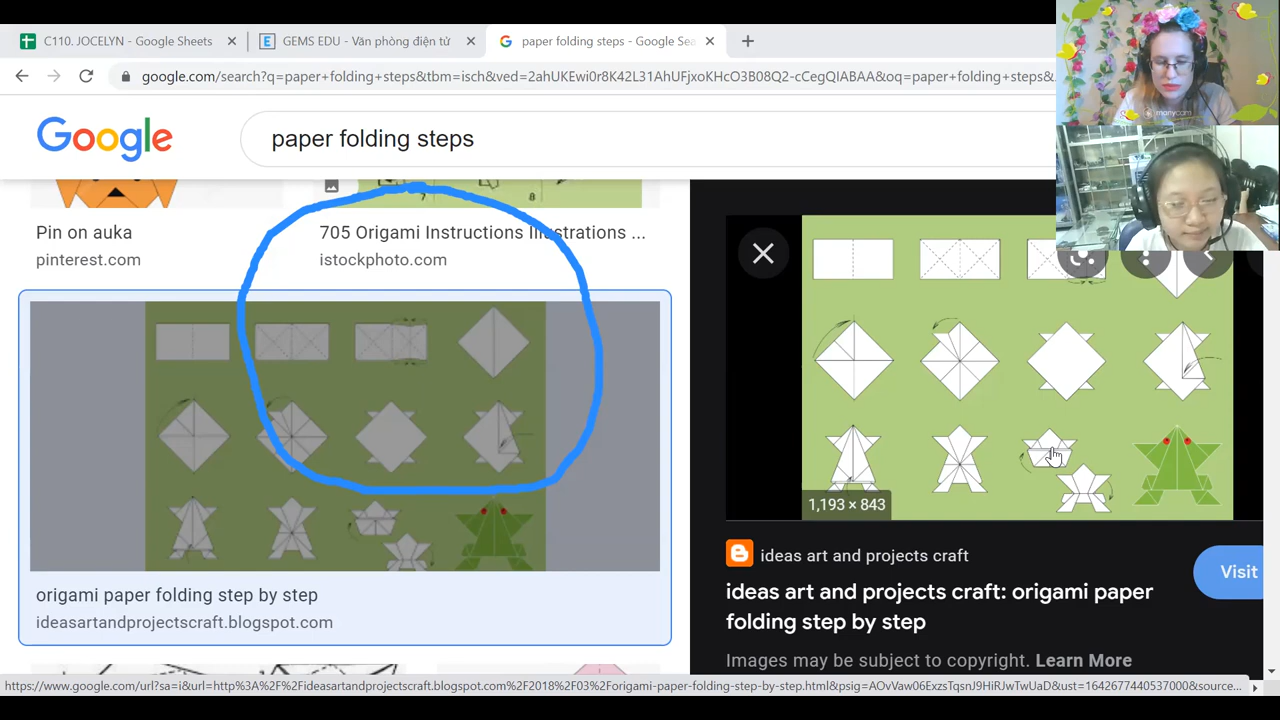 C110. JOCELYN - Google Sheets
GEMS EDU - Văn phòng điện tử
paper folding steps - Google Sea
google.com/search?q=paper+folding+steps&tbm=isch&ved=2ahUKEwi0r8K42L31AhUFjxoKHcO3B08Q2-cCegQIABAA&oq=paper+folding+steps&
manycam
Google
paper folding steps
7
8
Pin on auka
pinterest.com
705 Origami Instructions Illustrations ...
istockphoto.com
origami paper folding step by step
ideasartandprojectscraft.blogspot.com
1,193 × 843
ideas art and projects craft
Visit
ideas art and projects craft: origami paper
folding step by step
Images may be subject to copyright. Learn More
https://www.google.com/url?sa=i&url=http%3A%2F%2Fideasartandprojectscraft.blogspot.com%2F2018%2F03%2Forigami-paper-folding-step-by-step.html&psig=AOvVaw06ExzsTqsnJ9HiRJwTwUaD&ust=1642677440537000&source...